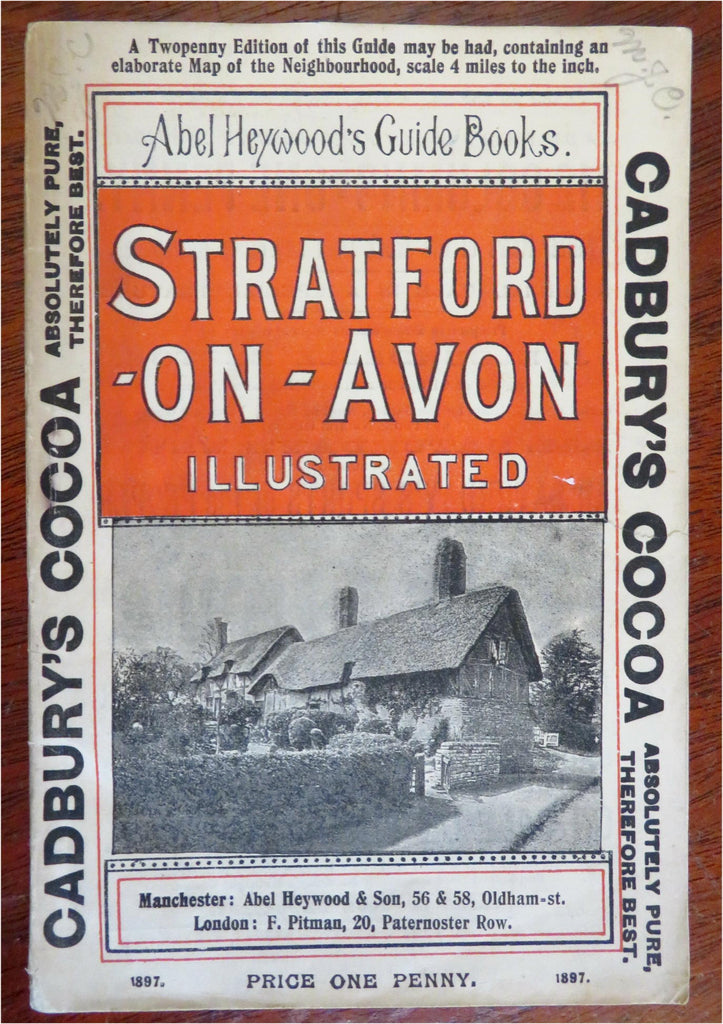 A Twopenny Edition of this Guide may be had, containing an
elaborate Map of the Neighbourhood, scale 4 miles to the inch.
Abel Heywood's Guide Books.
STRATFORD
-ON-AVON
ILLUSTRATED
Manchester: Abel Heywood & Son, 56 & 58, Oldham-st.
London: F. Pitman, 20, Paternoster Row.
1897. PRICE ONE PENNY. 1897.
CADBURY'S COCOA
ABSOLUTELY PURE,
THEREFORE BEST.
CADBURY'S COCOA
ABSOLUTELY PURE,
THEREFORE BEST.